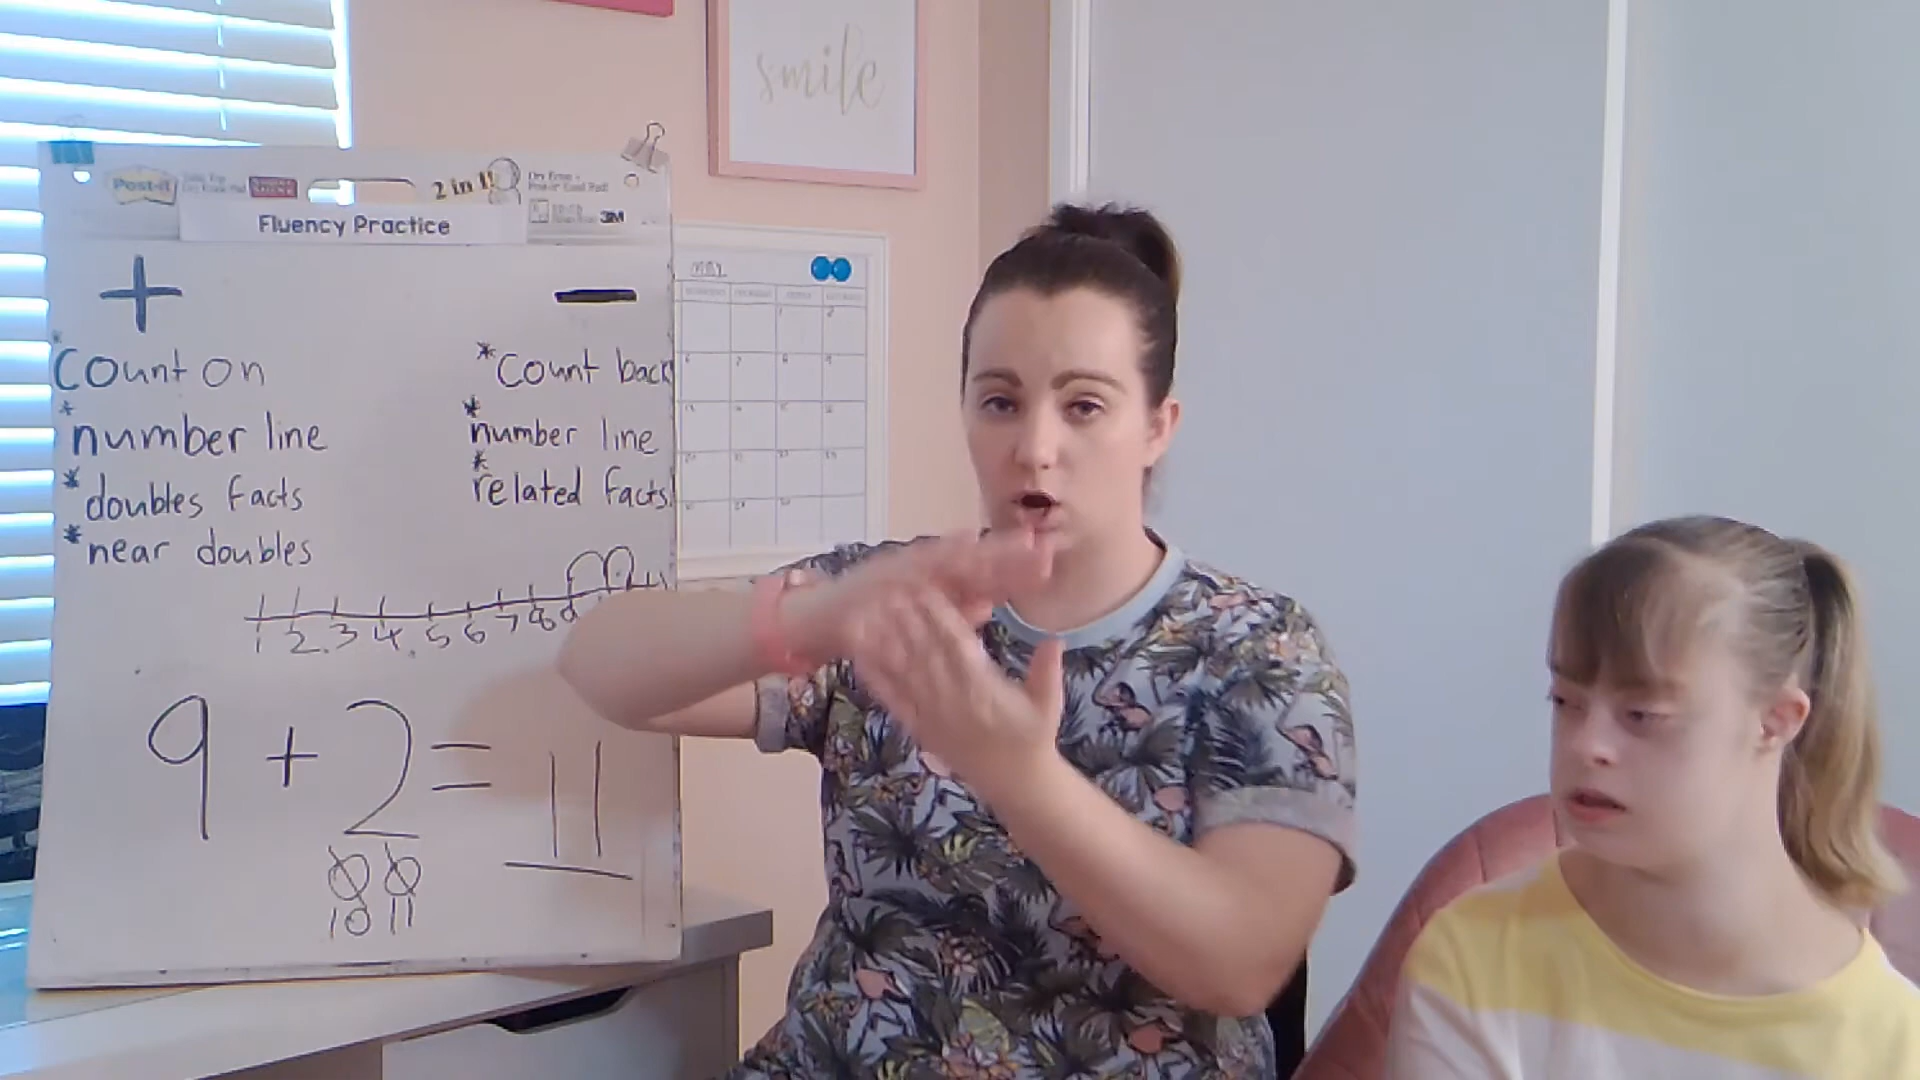 smile
Post-it
2 in 1!
3M
Fluency Practice
+ −
*Count on
*number line
*doubles facts
*near doubles
*Count back
*number line
*related facts
1 2 3 4 5 6 7 8 9
9 + 2 = 11
10 11